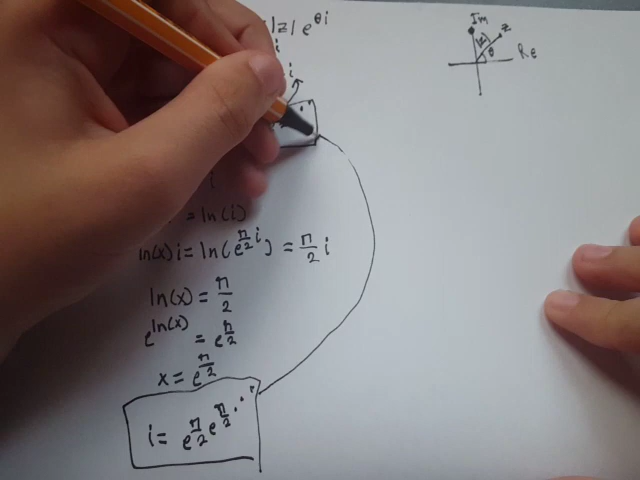 |z| e^θi
i
i
Im
z
|z|
θ
Re
i
= ln(i)
ln(x)i = ln(e^π/2 i) = π/2 i
ln(x) = π/2
e^ln(x) = e^π/2
x = e^π/2
i = e^π/2 e^π/2 ⋰